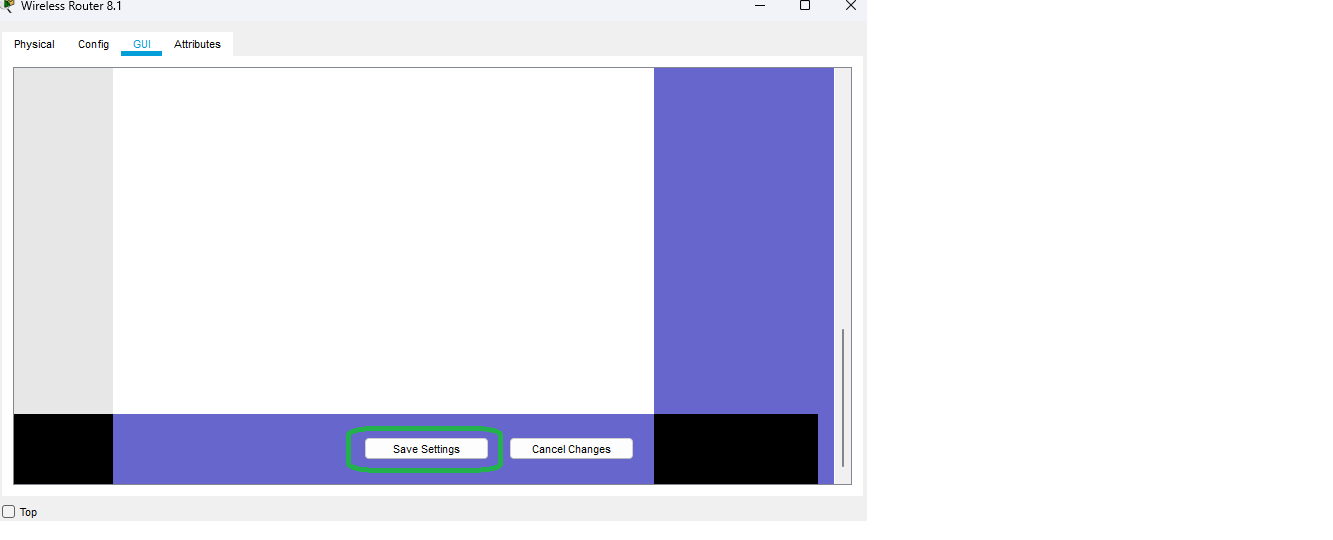 Wireless Router 8.1
Physical Config GUI Attributes
Save Settings Cancel Changes
Top